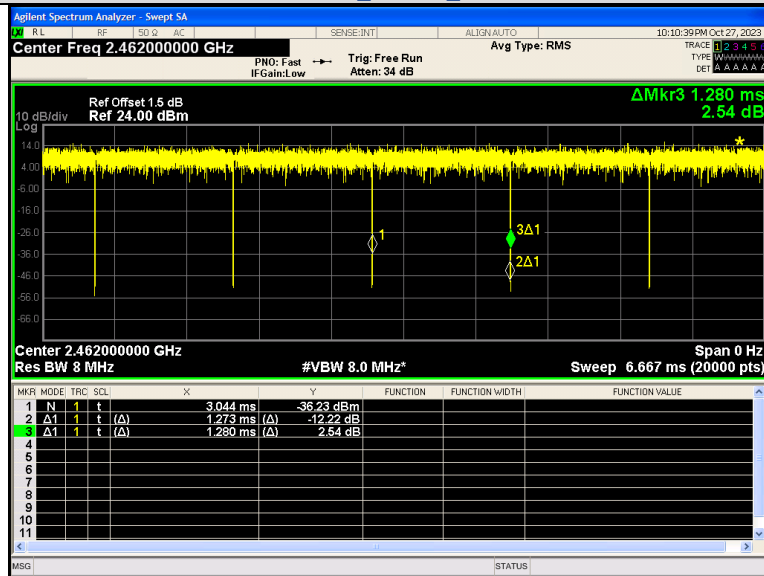 Agilent Spectrum Analyzer - Swept SA
LXI RL RF 50 Ω AC SENSE:INT ALIGNAUTO 10:10:39 PM Oct 27, 2023
Center Freq 2.462000000 GHz Avg Type: RMS TRACE 1 2 3 4 5
PNO: Fast Trig: Free Run TYPE
IFGain:Low Atten: 34 dB DET A A A A A
ΔMkr3 1.280 ms
2.54 dB
Ref Offset 1.5 dB
10 dB/div Ref 24.00 dBm
Log
14.0
4.00
-6.00
-16.0
-26.0
-36.0
-46.0
-56.0
-66.0
*
1
3Δ1
2Δ1
Center 2.462000000 GHz Span 0 Hz
Res BW 8 MHz #VBW 8.0 MHz* Sweep 6.667 ms (20000 pts)
MKR MODE TRC SCL X Y FUNCTION FUNCTION WIDTH FUNCTION VALUE
1 N 1 t 3.044 ms -36.23 dBm
2 Δ1 1 t (Δ) 1.273 ms (Δ) -12.22 dB
3 Δ1 1 t (Δ) 1.280 ms (Δ) 2.54 dB
4
5
6
7
8
9
10
11
MSG STATUS